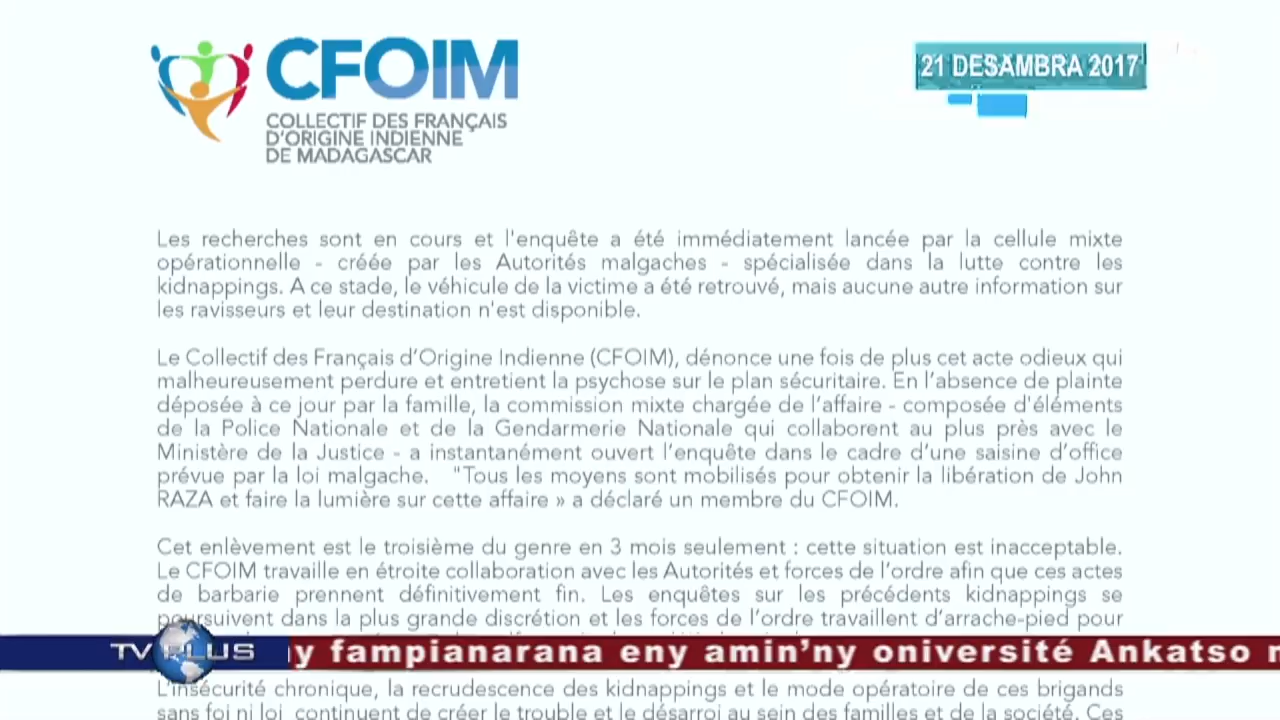 CFOIM
COLLECTIF DES FRANÇAIS
D'ORIGINE INDIENNE
DE MADAGASCAR
21 DESAMBRA 2017
Les recherches sont en cours et l'enquête a été immédiatement lancée par la cellule mixte
opérationnelle - créée par les Autorités malgaches - spécialisée dans la lutte contre les
kidnappings. A ce stade, le véhicule de la victime a été retrouvé, mais aucune autre information sur
les ravisseurs et leur destination n'est disponible.
Le Collectif des Français d'Origine Indienne (CFOIM), dénonce une fois de plus cet acte odieux qui
malheureusement perdure et entretient la psychose sur le plan sécuritaire. En l'absence de plainte
déposée à ce jour par la famille, la commission mixte chargée de l'affaire - composée d'éléments
de la Police Nationale et de la Gendarmerie Nationale qui collaborent au plus près avec le
Ministère de la Justice - a instantanément ouvert l'enquête dans le cadre d'une saisine d'office
prévue par la loi malgache. "Tous les moyens sont mobilisés pour obtenir la libération de John
RAZA et faire la lumière sur cette affaire » a déclaré un membre du CFOIM.
Cet enlèvement est le troisième du genre en 3 mois seulement : cette situation est inacceptable.
Le CFOIM travaille en étroite collaboration avec les Autorités et forces de l'ordre afin que ces actes
de barbarie prennent définitivement fin. Les enquêtes sur les précédents kidnappings se
poursuivent dans la plus grande discrétion et les forces de l'ordre travaillent d'arrache-pied pour
TV PLUS y fampianarana eny amin'ny oniversité Ankatso
L'insécurité chronique, la recrudescence des kidnappings et le mode opératoire de ces brigands
sans foi ni loi continuent de créer le trouble et le désarroi au sein des familles et de la société. Ces